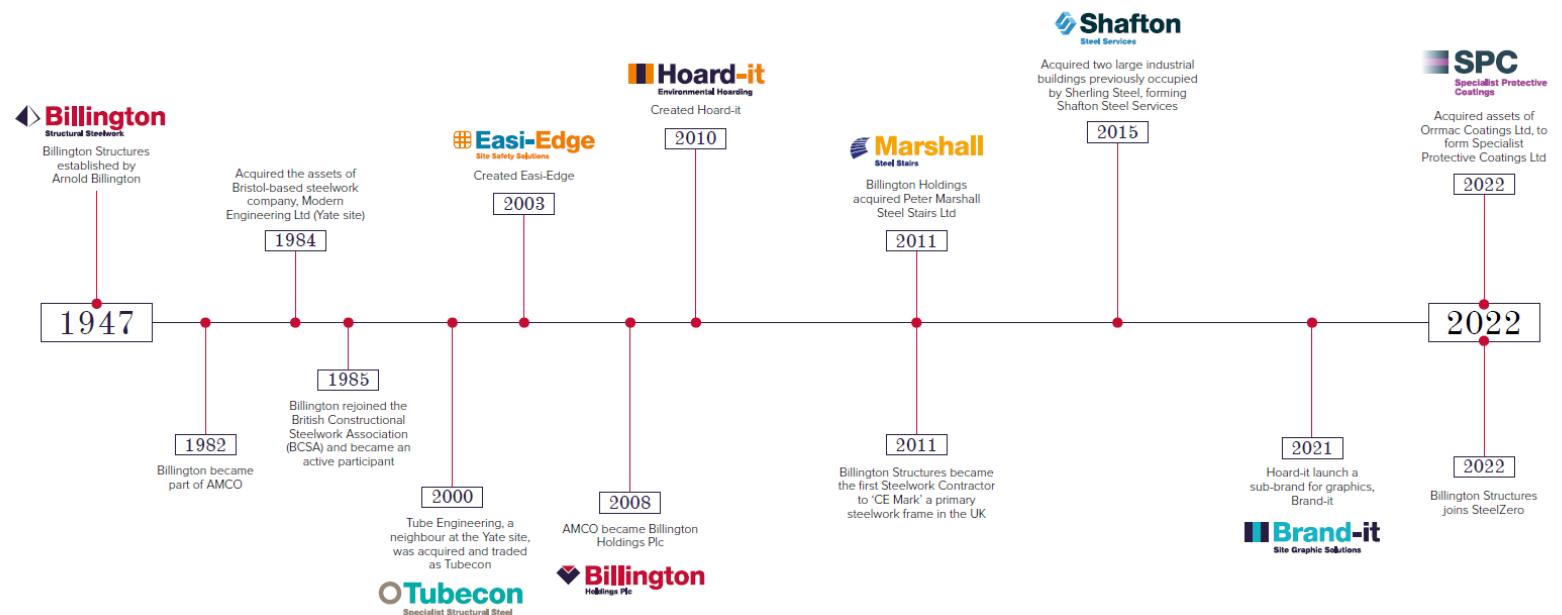 Billington
Structural Steelwork
Billington Structures
established by
Arnold Billington
1947
1982
Billington became
part of AMCO
Acquired the assets of
Bristol-based steelwork
company, Modern
Engineering Ltd (Yate site)
1984
1985
Billington rejoined the
British Constructional
Steelwork Association
(BCSA) and became an
active participant
2000
Tube Engineering, a
neighbour at the Yate site,
was acquired and traded
as Tubecon
Tubecon
Specialist Structural Steel
Easi-Edge
Site Safety Solutions
Created Easi-Edge
2003
2008
AMCO became Billington
Holdings Plc
Billington
Holdings Plc
Hoard-it
Environmental Hoarding
Created Hoard-it
2010
Marshall
Steel Stairs
Billington Holdings
acquired Peter Marshall
Steel Stairs Ltd
2011
2011
Billington Structures became
the first Steelwork Contractor
to ‘CE Mark’ a primary
steelwork frame in the UK
Shafton
Steel Services
Acquired two large industrial
buildings previously occupied
by Sherling Steel, forming
Shafton Steel Services
2015
2021
Hoard-it launch a
sub-brand for graphics,
Brand-it
Brand-it
Site Graphic Solutions
SPC
Specialist Protective
Coatings
Acquired assets of
Orrmac Coatings Ltd, to
form Specialist
Protective Coatings Ltd
2022
2022
2022
Billington Structures
joins SteelZero